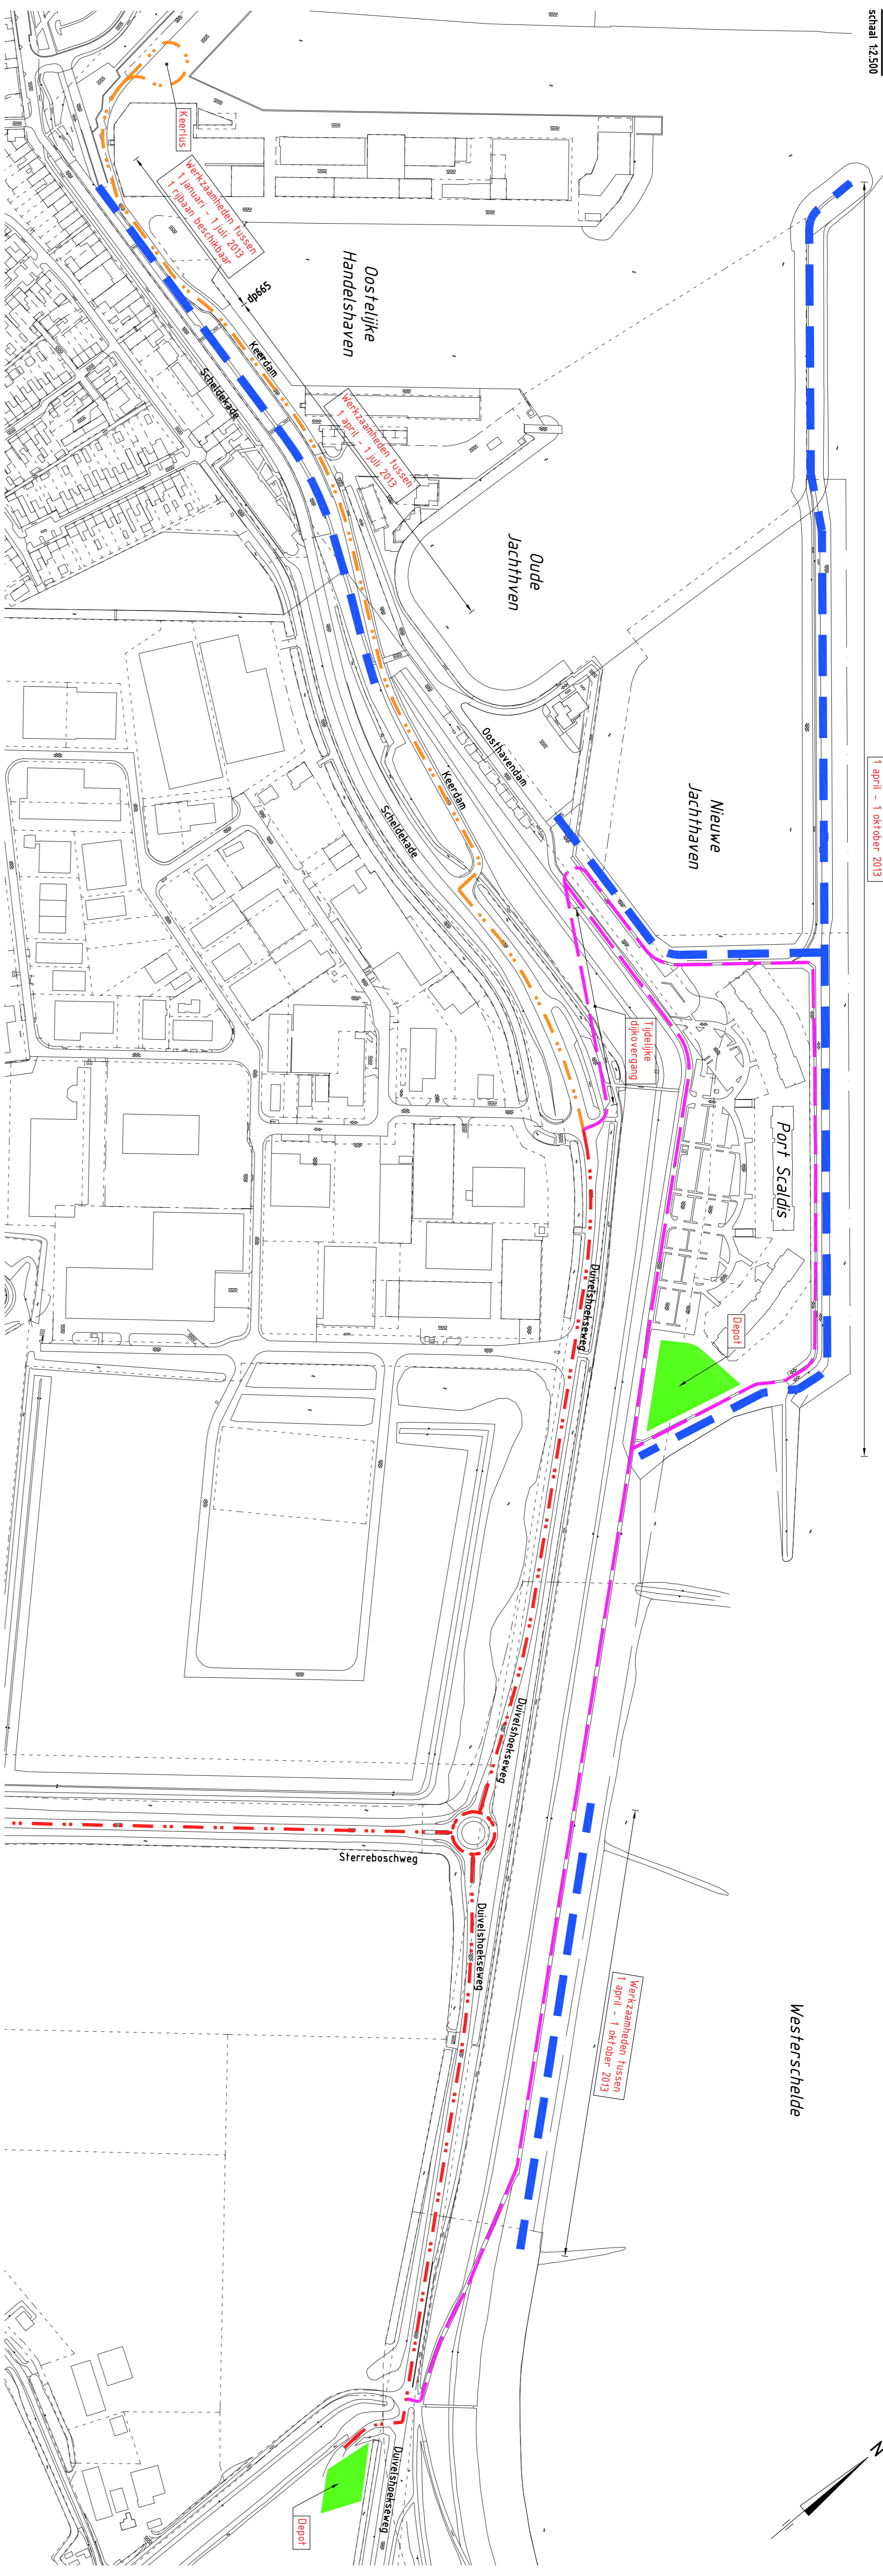 schaal 1:2.500
Keerlus
Werkzaamheden tussen
1 januari - 1 juli 2013
1 rijbaan beschikbaar
dp665
Oostelijke
Handelshaven
Keerdam
Scheldekade
Werkzaamheden tussen
1 april - 1 juli 2013
Oude
Jachthven
Oosthavendam
Keerdam
Scheldekade
Nieuwe
Jachthaven
1 april - 1 oktober 2013
Tijdelijke
dijkovergang
Port Scaldis
Depot
Duivelshoekseweg
Duivelshoekseweg
Sterreboschweg
Duivelshoekseweg
Werkzaamheden tussen
1 april - 1 oktober 2013
Westerschelde
Duivelshoekseweg
Depot
N